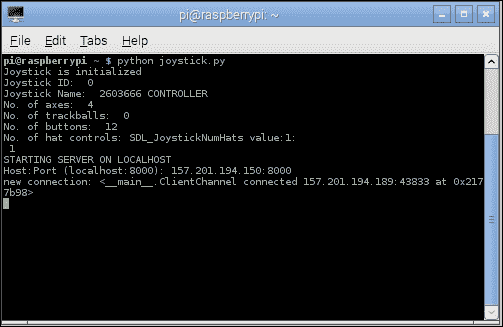 pi@raspberrypi: ~
File Edit Tabs Help
pi@raspberrypi ~ $ python joystick.py
Joystick is initialized
Joystick ID:  0
Joystick Name:  2603666 CONTROLLER
No. of axes:  4
No. of trackballs:  0
No. of buttons:  12
No. of hat controls: SDL_JoystickNumHats value:1:
 1
STARTING SERVER ON LOCALHOST
Host:Port (localhost:8000): 157.201.194.150:8000
new connection: <__main__.ClientChannel connected 157.201.194.189:43833 at 0x217
7b98>